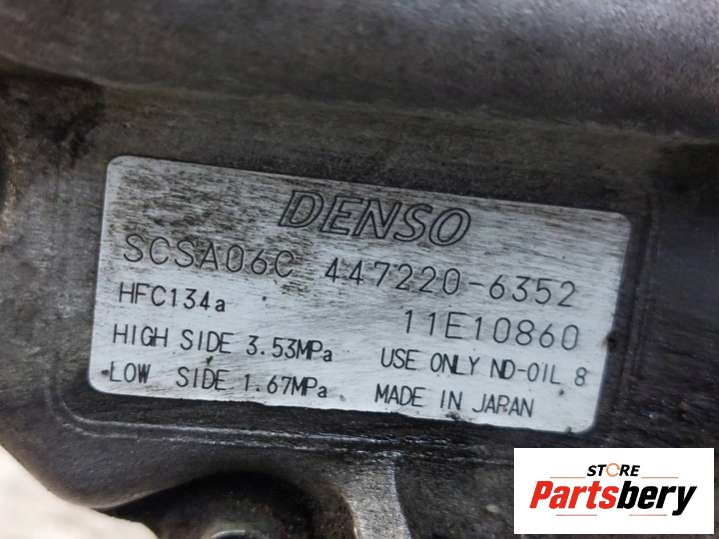 DENSO
SCSA06C 447220-6352
HFC134a 11E10860
HIGH SIDE 3.53MPa USE ONLY ND-OIL 8
LOW SIDE 1.67MPa MADE IN JAPAN
STORE
Partsbery